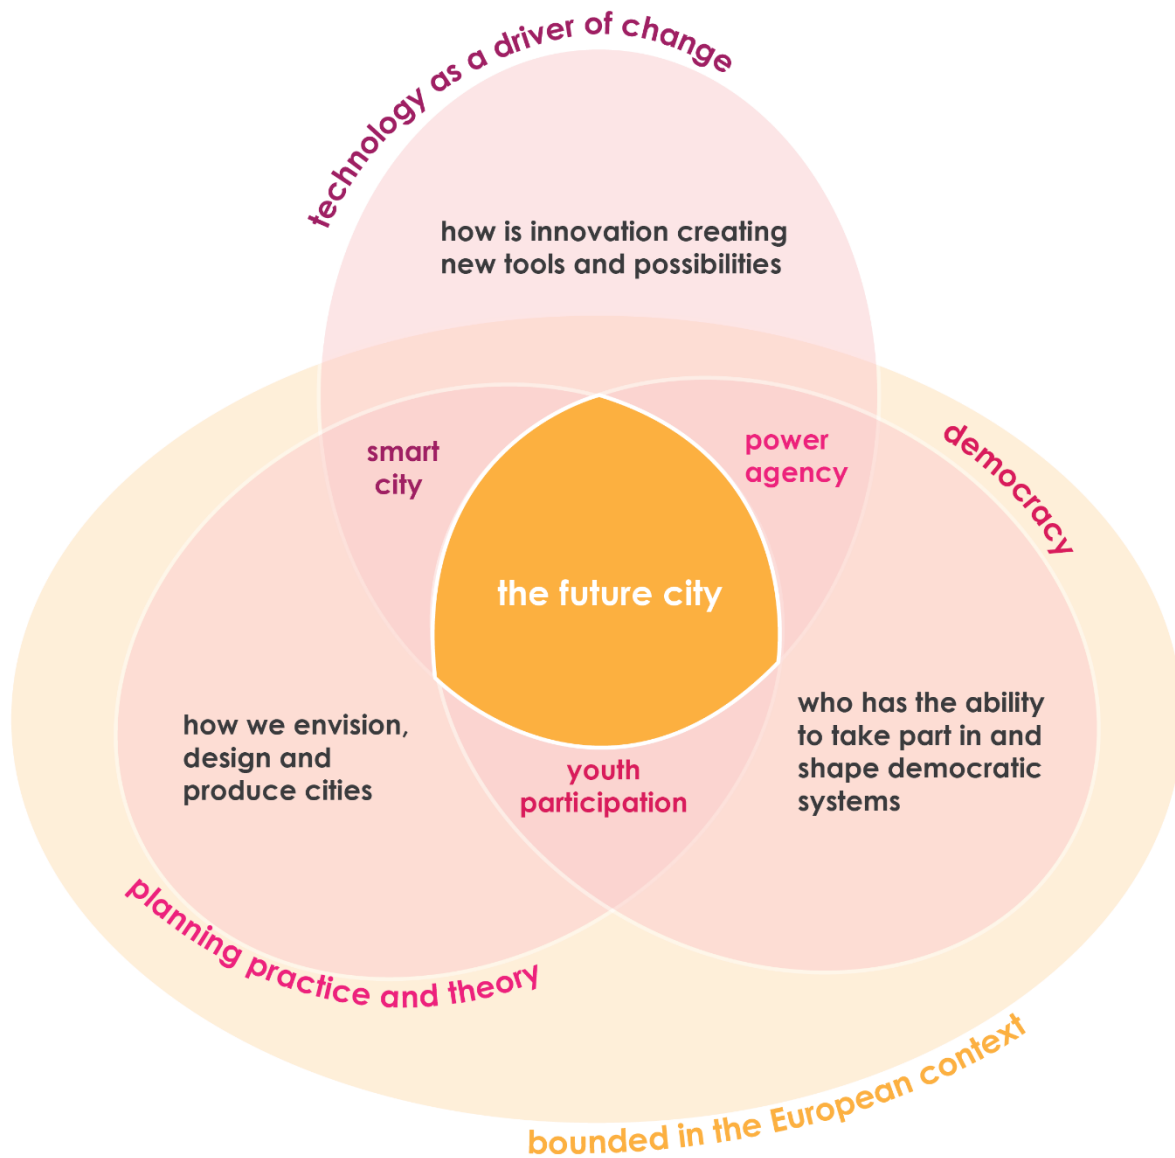 technology as a driver of change
how is innovation creating
new tools and possibilities
smart
city
power
agency
democracy
the future city
how we envision,
design and
produce cities
who has the ability
to take part in and
shape democratic
systems
youth
participation
planning practice and theory
bounded in the European context